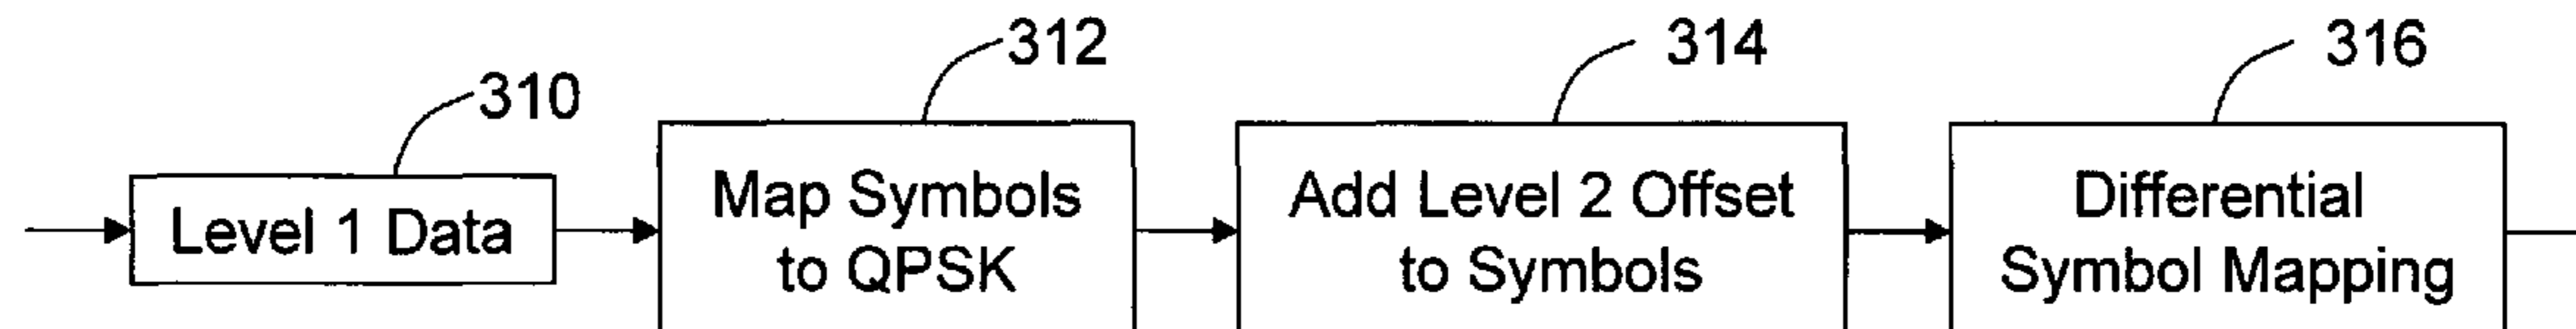 310
312
314
316
Level 1 Data
Map Symbols
to QPSK
Add Level 2 Offset
to Symbols
Differential
Symbol Mapping